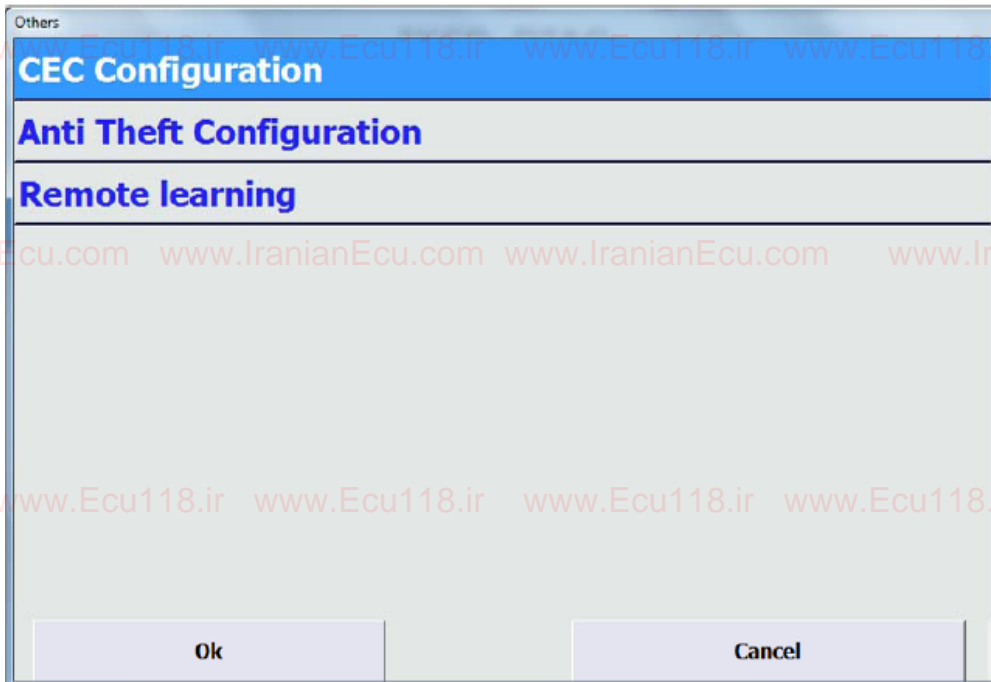 Others
www.Ecu118.ir www.Ecu118.ir www.Ecu118.ir www.Ecu118
CEC Configuration
Anti Theft Configuration
Remote learning
Ecu.com www.IranianEcu.com www.IranianEcu.com www.Ir
www.Ecu118.ir www.Ecu118.ir www.Ecu118.ir www.Ecu118.
Ok Cancel